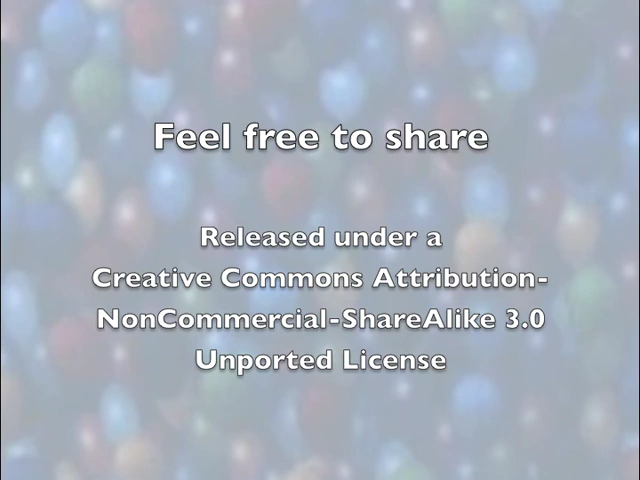 Feel free to share
Released under a
Creative Commons Attribution-
NonCommercial-ShareAlike 3.0
Unported License